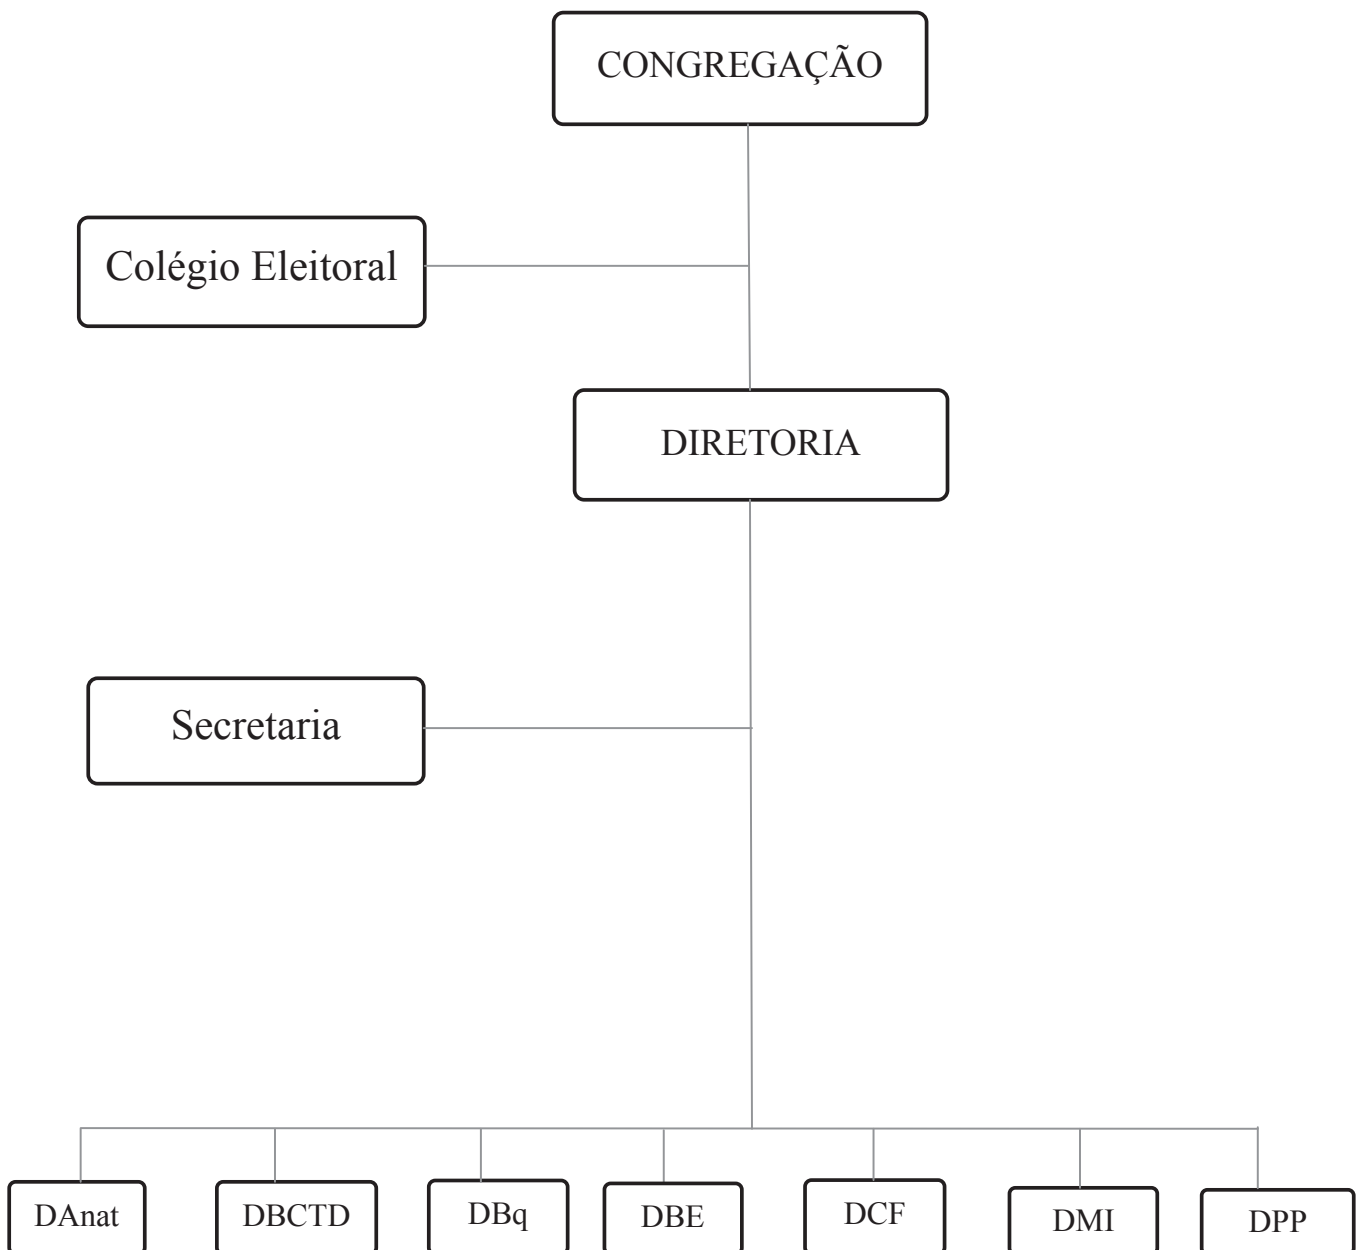 CONGREGAÇÃO
Colégio Eleitoral
DIRETORIA
Secretaria
DAnat
DBCTD
DBq
DBE
DCF
DMI
DPP